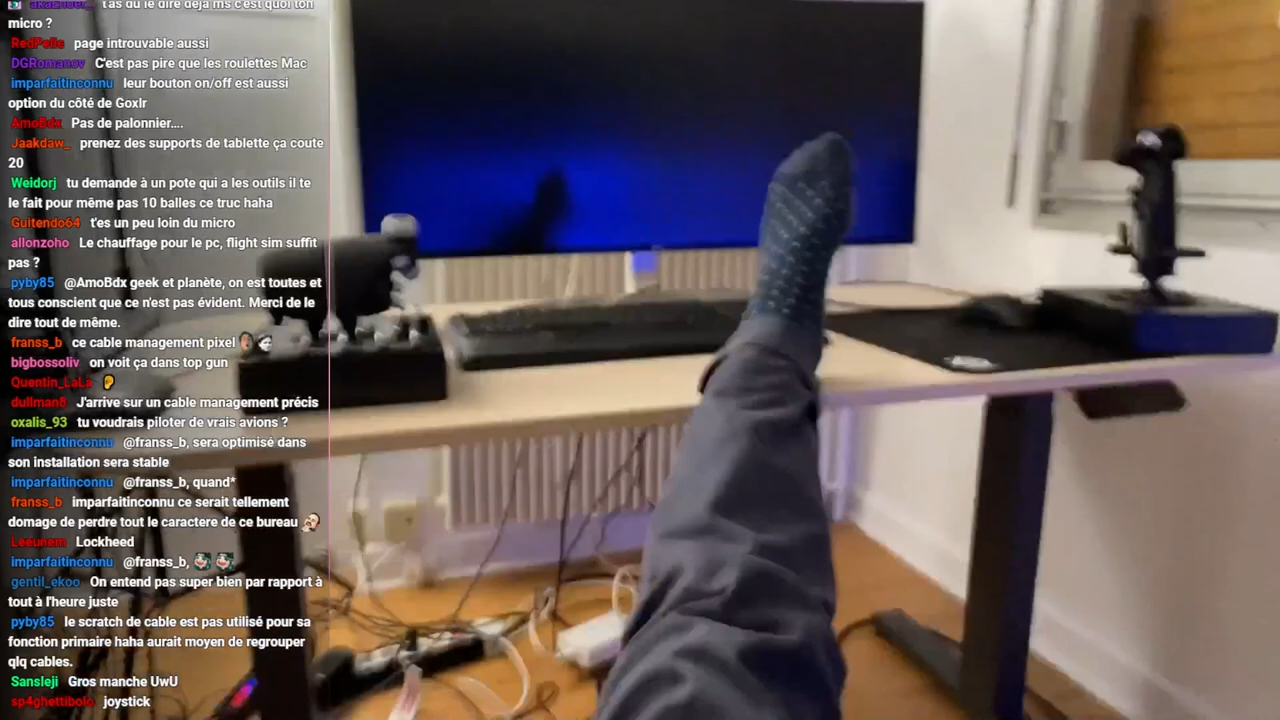 t'as dû le dire déjà ms c'est quoi ton
micro ?
RedPelle page introuvable aussi
DGRomanov C'est pas pire que les roulettes Mac
imparfaitinconnu leur bouton on/off est aussi
option du côté de Goxlr
AmoBdx Pas de palonnier....
Jaakdaw_ prenez des supports de tablette ça coute
20
Weidorj tu demande à un pote qui a les outils il te
le fait pour même pas 10 balles ce truc haha
Guitendo64 t'es un peu loin du micro
allonzoho Le chauffage pour le pc, flight sim suffit
pas ?
pyby85 @AmoBdx geek et planète, on est toutes et
tous conscient que ce n'est pas évident. Merci de le
dire tout de même.
franss_b ce cable management pixel
bigbossoliv on voit ça dans top gun
Quentin_LaLa
dullman8 J'arrive sur un cable management précis
oxalis_93 tu voudrais piloter de vrais avions ?
imparfaitinconnu @franss_b, sera optimisé dans
son installation sera stable
imparfaitinconnu @franss_b, quand*
franss_b imparfaitinconnu ce serait tellement
domage de perdre tout le caractere de ce bureau
Leeunem Lockheed
imparfaitinconnu @franss_b,
gentil_ekoo On entend pas super bien par rapport à
tout à l'heure juste
pyby85 le scratch de cable est pas utilisé pour sa
fonction primaire haha aurait moyen de regrouper
qlq cables.
Sansleji Gros manche UwU
sp4ghettibolo joystick